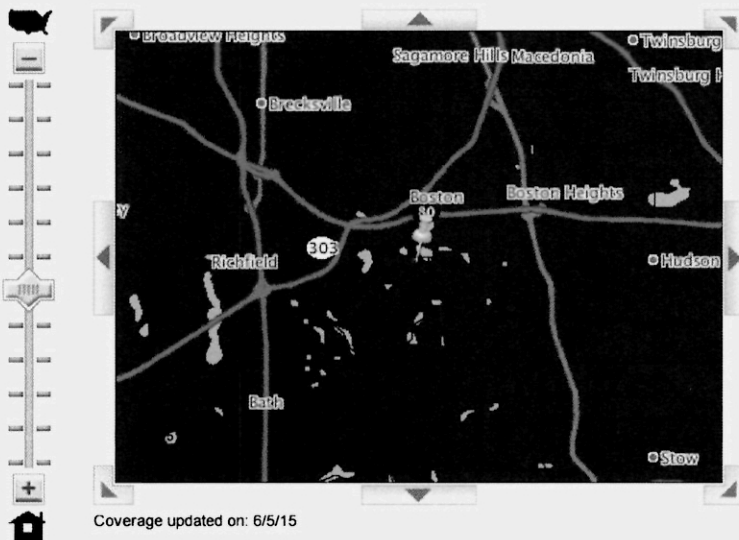 Broadview Heights
Twinsburg
Sagamore Hills Macedonia
Twinsburg H
Brecksville
Boston Heights
Boston
80
y
303
Richfield
Hudson
Bath
Stow
Coverage updated on: 6/5/15